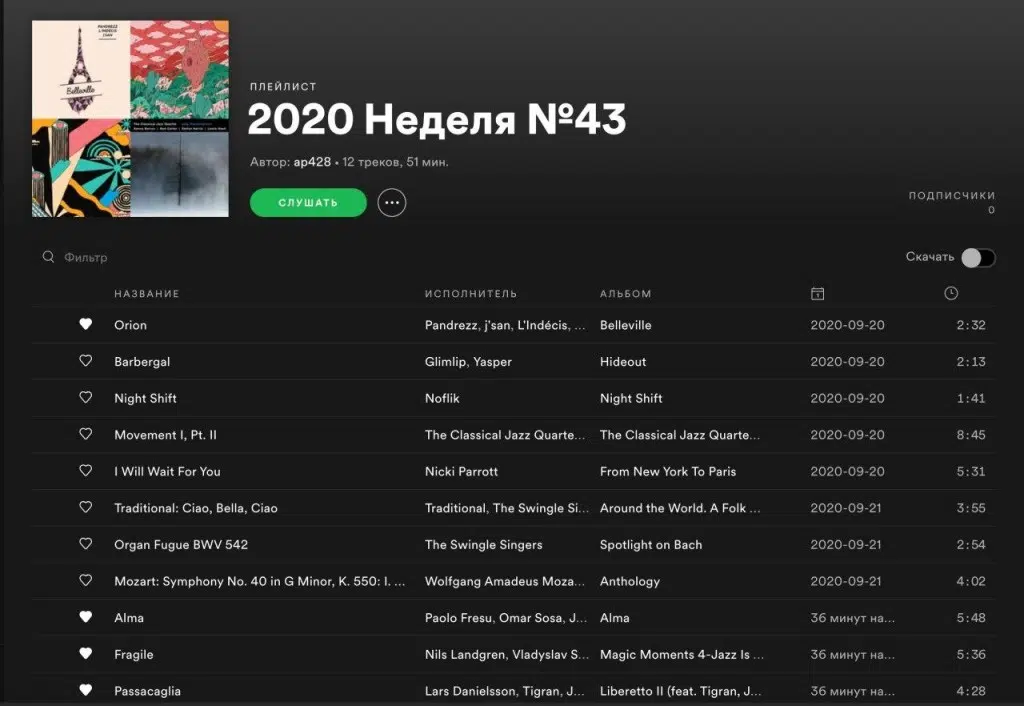 PANDREZZ
Belleville
ПЛЕЙЛИСТ
2020 Неделя №43
Автор: ap428 • 12 треков, 51 мин.
СЛУШАТЬ
ПОДПИСЧИКИ
0
Фильтр
Скачать
НАЗВАНИЕ ИСПОЛНИТЕЛЬ АЛЬБОМ
Orion Pandrezz, j'san, L'Indécis, ... Belleville 2020-09-20 2:32
Barbergal Glimlip, Yasper Hideout 2020-09-20 2:13
Night Shift Noflik Night Shift 2020-09-20 1:41
Movement I, Pt. II The Classical Jazz Quarte... The Classical Jazz Quarte... 2020-09-20 8:45
I Will Wait For You Nicki Parrott From New York To Paris 2020-09-20 5:31
Traditional: Ciao, Bella, Ciao Traditional, The Swingle Si... Around the World. A Folk ... 2020-09-21 3:55
Organ Fugue BWV 542 The Swingle Singers Spotlight on Bach 2020-09-21 2:54
Mozart: Symphony No. 40 in G Minor, K. 550: I. ... Wolfgang Amadeus Moza... Anthology 2020-09-21 4:02
Alma Paolo Fresu, Omar Sosa, J... Alma 36 минут на... 5:48
Fragile Nils Landgren, Vladyslav S... Magic Moments 4-Jazz Is ... 36 минут на... 5:36
Passacaglia Lars Danielsson, Tigran, J... Liberetto II (feat. Tigran, J... 36 минут на... 4:28